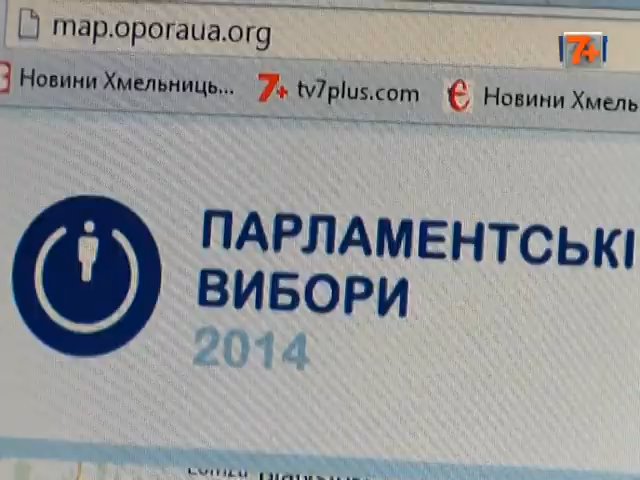 map.oporaua.org
7+
Новини Хмельниць... 7+ tv7plus.com є Новини Хмель
ПАРЛАМЕНТСЬКІ
ВИБОРИ
2014